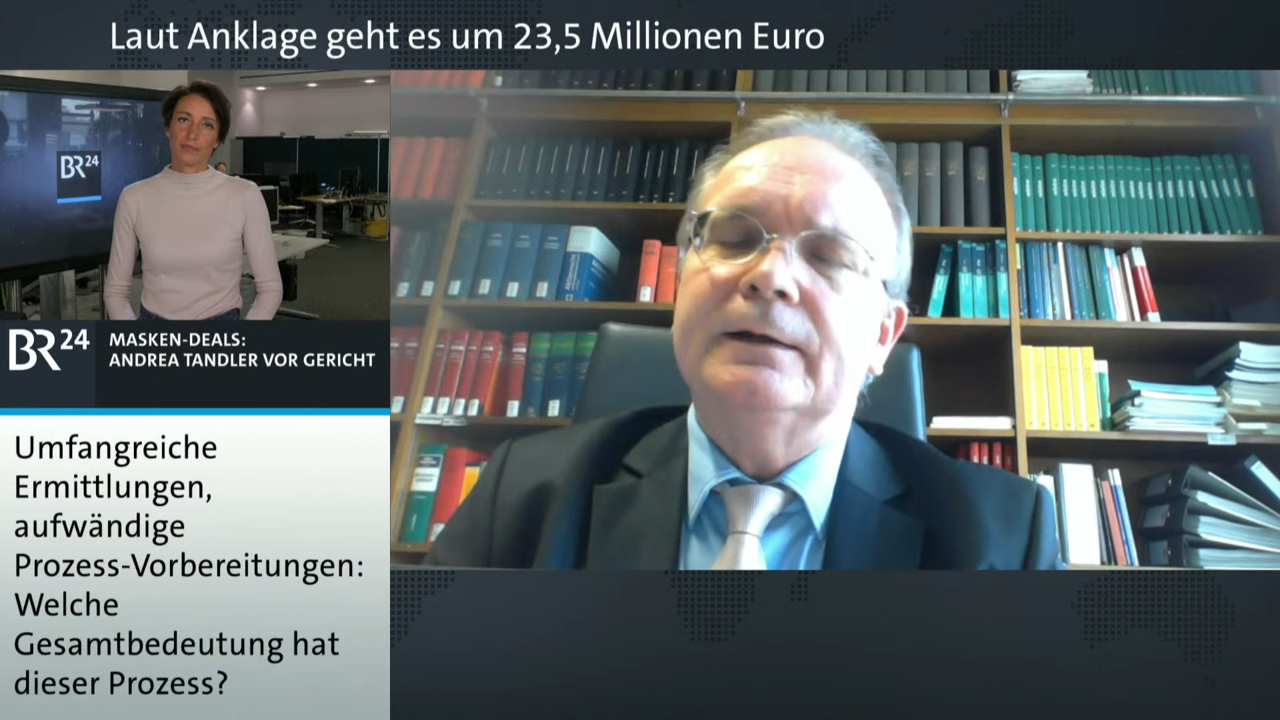 Laut Anklage geht es um 23,5 Millionen Euro
BR24
BR24
MASKEN-DEALS:
ANDREA TANDLER VOR GERICHT
Umfangreiche
Ermittlungen,
aufwändige
Prozess-Vorbereitungen:
Welche
Gesamtbedeutung hat
dieser Prozess?